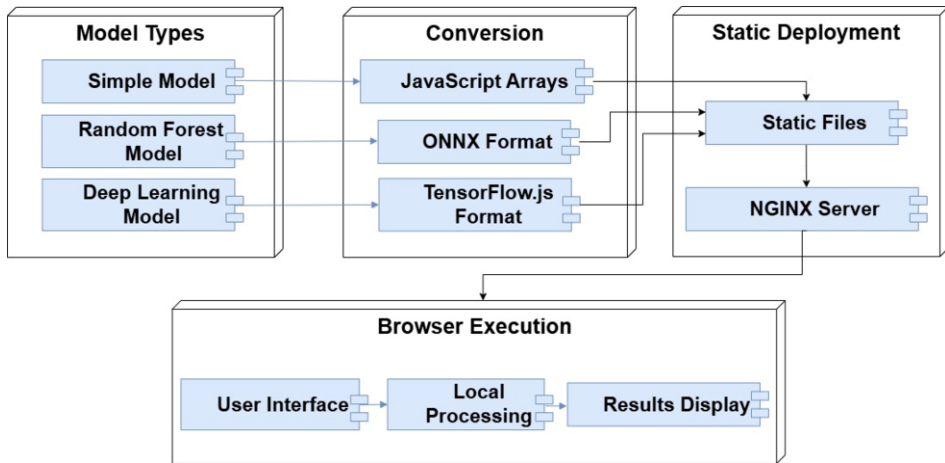 Model Types
Simple Model
Random Forest
Model
Deep Learning
Model
Conversion
JavaScript Arrays
ONNX Format
TensorFlow.js
Format
Static Deployment
Static Files
NGINX Server
Browser Execution
User Interface
Local
Processing
Results Display